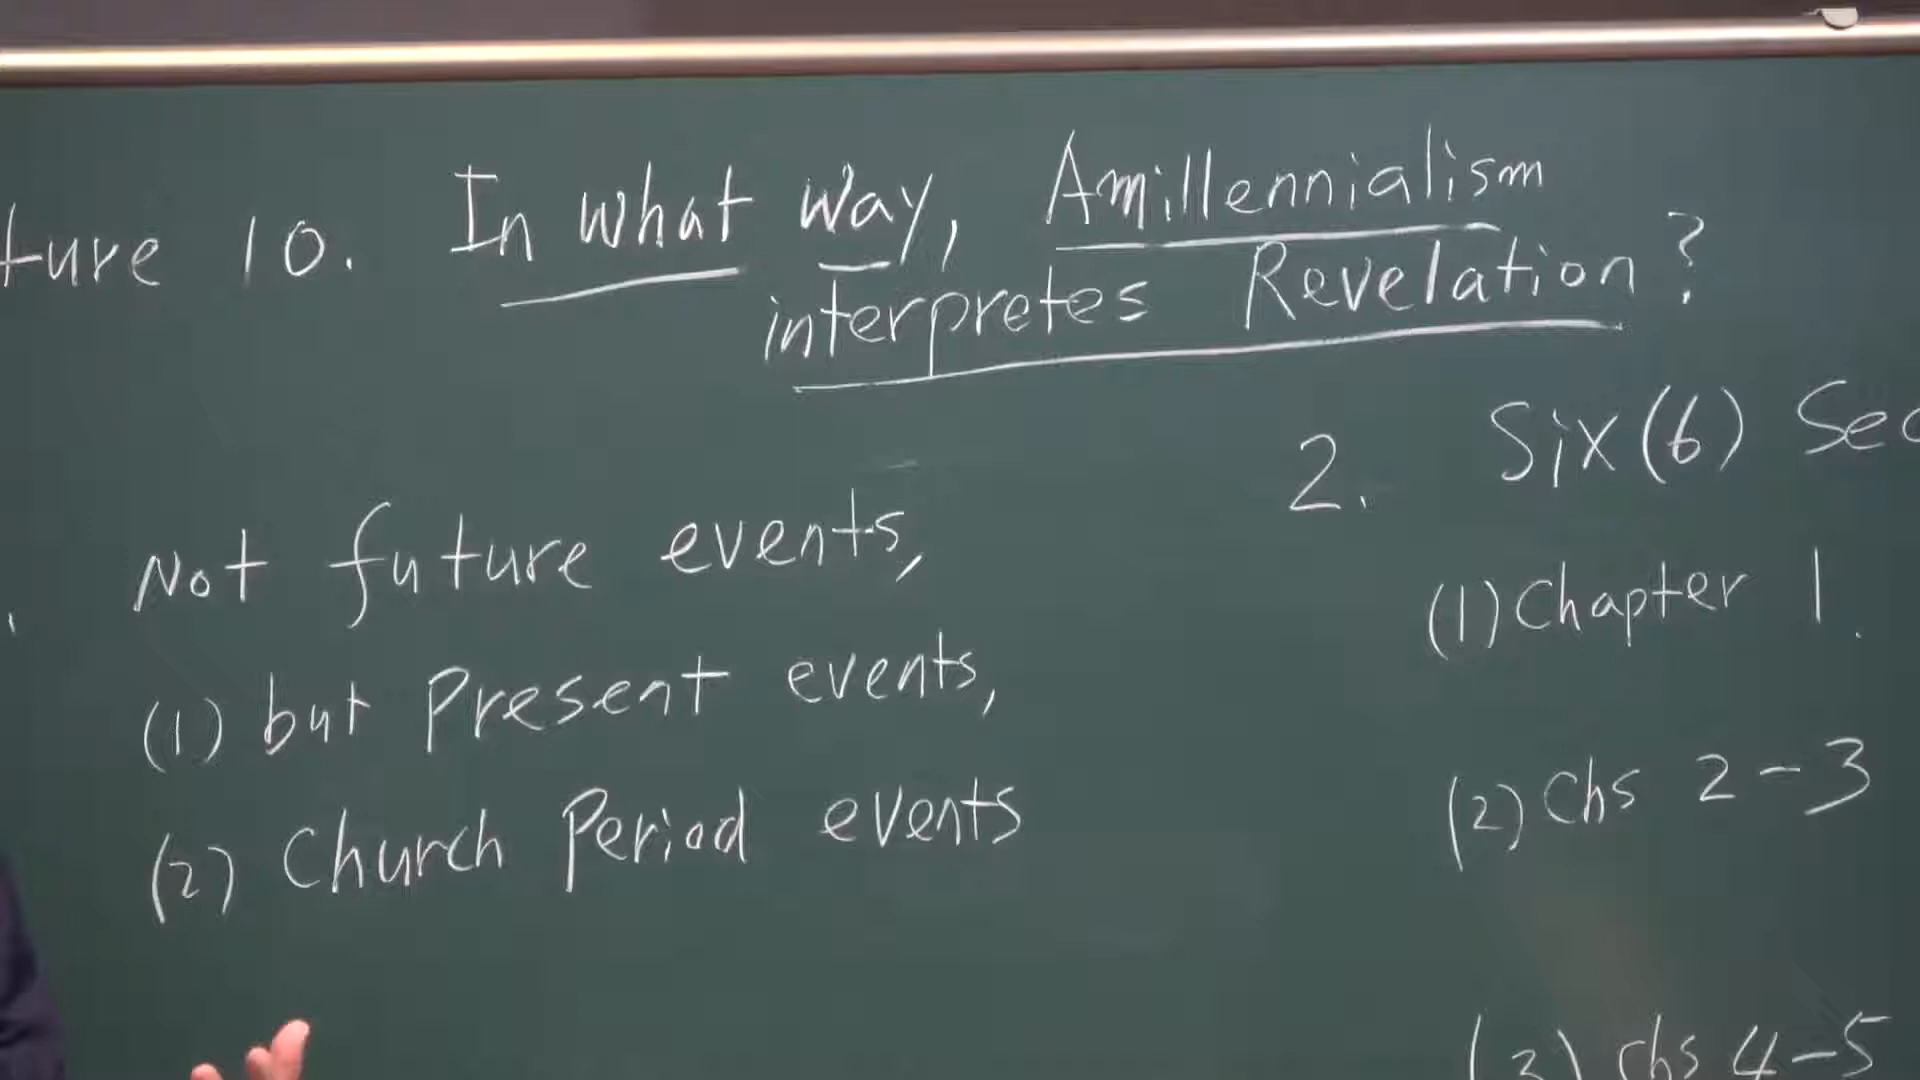 ture 10. In what way, Amillennialism
interpretes Revelation?
Not future events,
(1) but Present events,
(2) Church Period events
2. Six (6) Sec
(1) Chapter 1.
(2) Chs 2-3
(3) chs 4-5